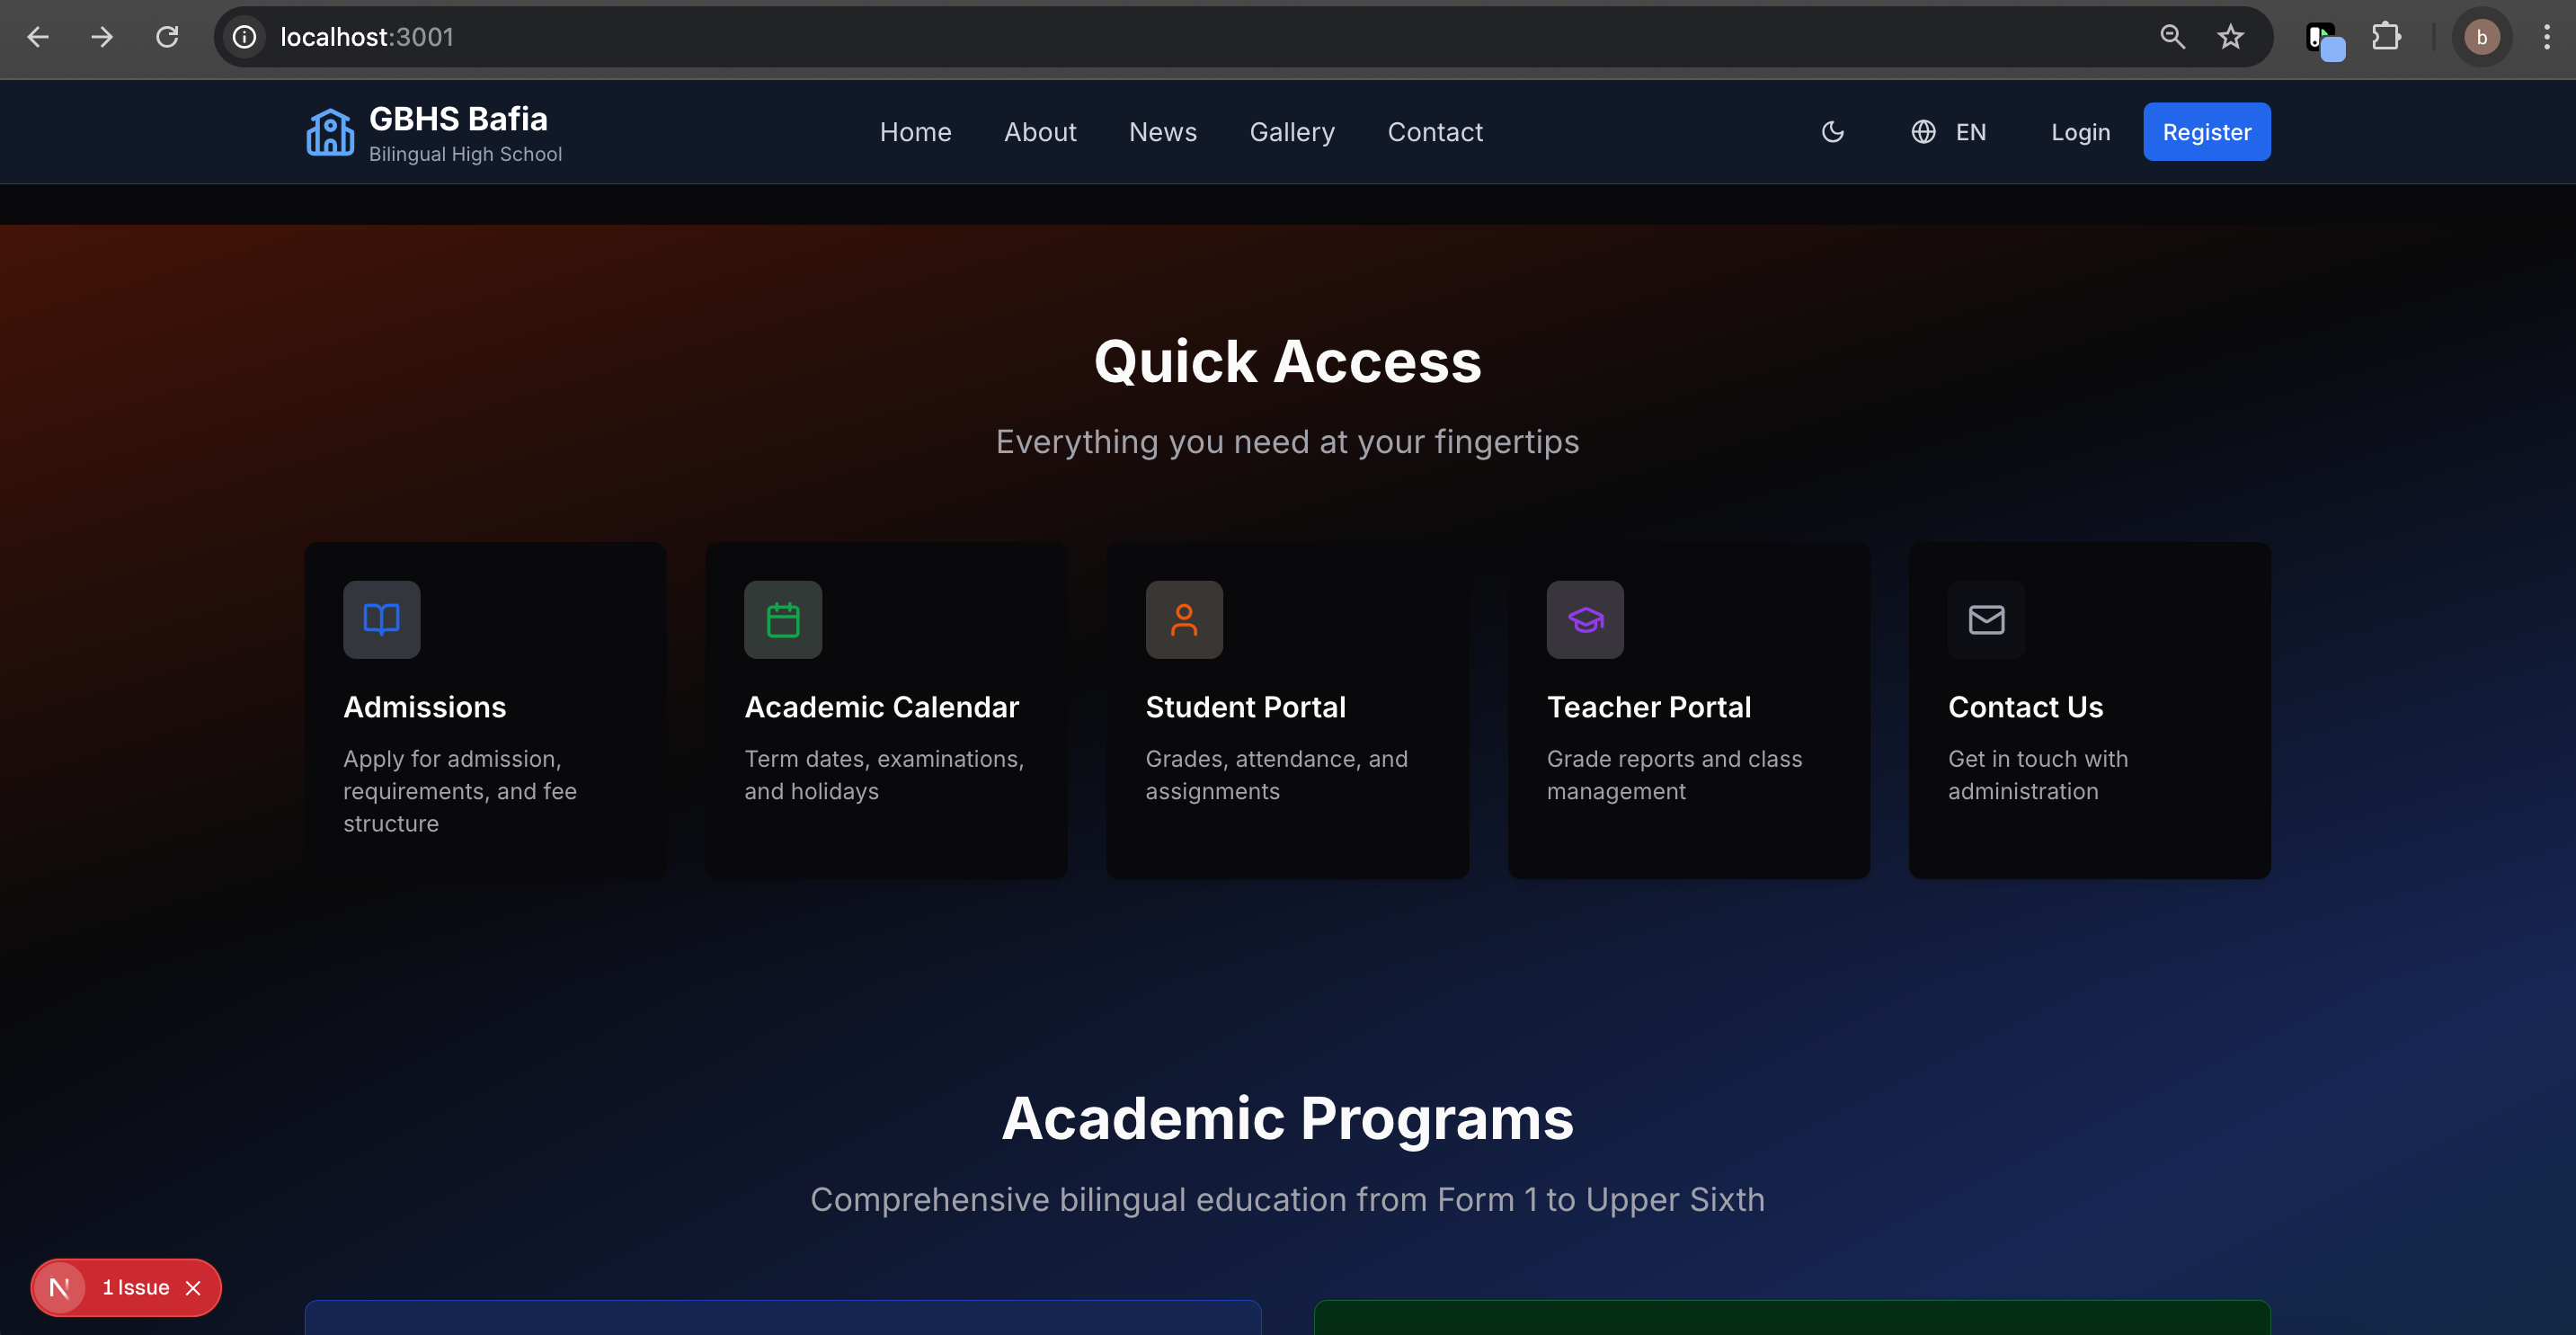 localhost:3001
b
GBHS Bafia
Bilingual High School
Home
About
News
Gallery
Contact
EN
Login
Register
Quick Access
Everything you need at your fingertips
Admissions
Apply for admission,
requirements, and fee
structure
Academic Calendar
Term dates, examinations,
and holidays
Student Portal
Grades, attendance, and
assignments
Teacher Portal
Grade reports and class
management
Contact Us
Get in touch with
administration
Academic Programs
Comprehensive bilingual education from Form 1 to Upper Sixth
N
1 Issue